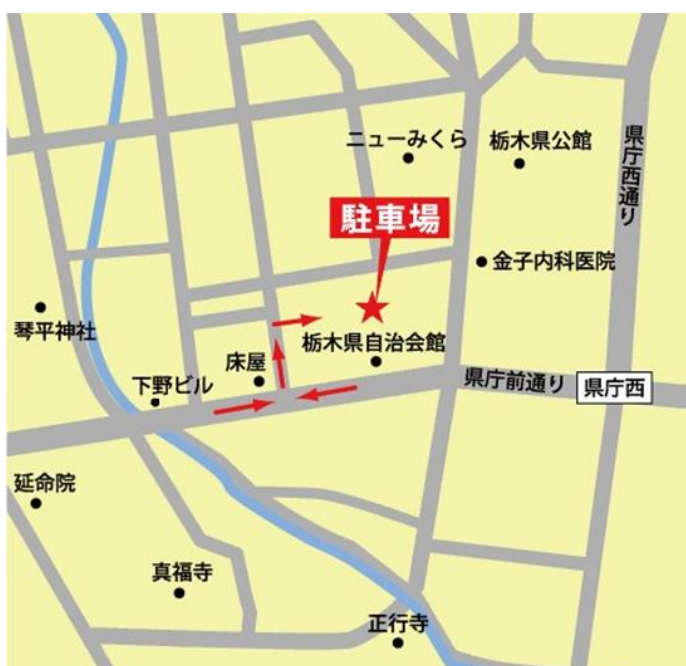 ニューみくら
栃木県公館
県庁西通り
駐車場
金子内科医院
琴平神社
栃木県自治会館
床屋
下野ビル
県庁前通り
県庁西
延命院
真福寺
正行寺